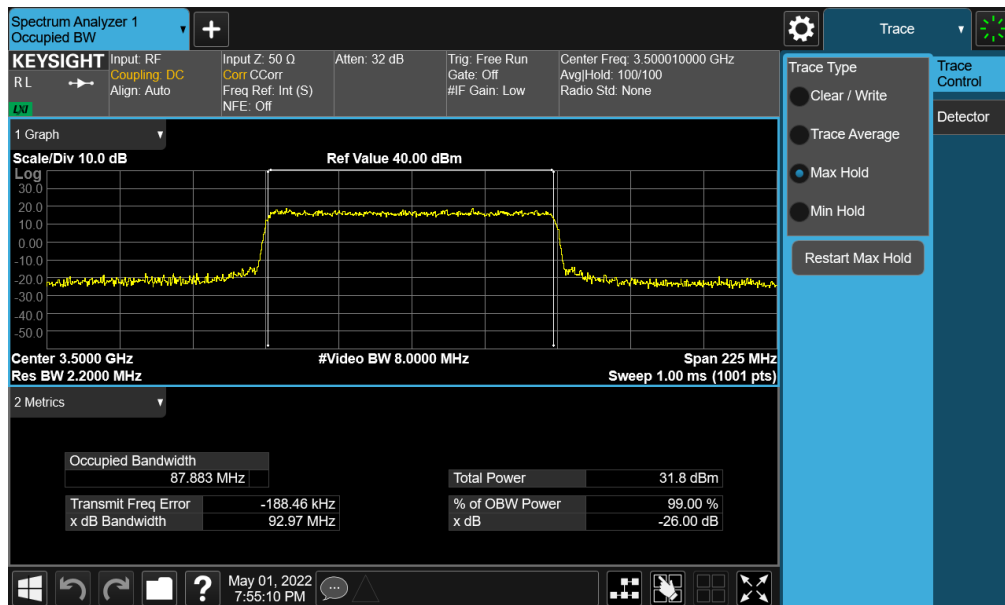 Spectrum Analyzer 1
Occupied BW
+
Trace
KEYSIGHT
RL
LXI
Input: RF
Coupling: DC
Align: Auto
Input Z: 50 Ω
Corr CCorr
Freq Ref: Int (S)
NFE: Off
Atten: 32 dB
Trig: Free Run
Gate: Off
#IF Gain: Low
Center Freq: 3.500010000 GHz
Avg|Hold: 100/100
Radio Std: None
1 Graph
Scale/Div 10.0 dB
Ref Value 40.00 dBm
Log
30.0
20.0
10.0
0.00
-10.0
-20.0
-30.0
-40.0
-50.0
Center 3.5000 GHz
#Video BW 8.0000 MHz
Span 225 MHz
Res BW 2.2000 MHz
Sweep 1.00 ms (1001 pts)
2 Metrics
Occupied Bandwidth
87.883 MHz
Total Power 31.8 dBm
Transmit Freq Error -188.46 kHz
% of OBW Power 99.00 %
x dB Bandwidth 92.97 MHz
x dB -26.00 dB
Trace Type
Clear / Write
Trace Average
Max Hold
Min Hold
Restart Max Hold
Trace
Control
Detector
?
May 01, 2022
7:55:10 PM